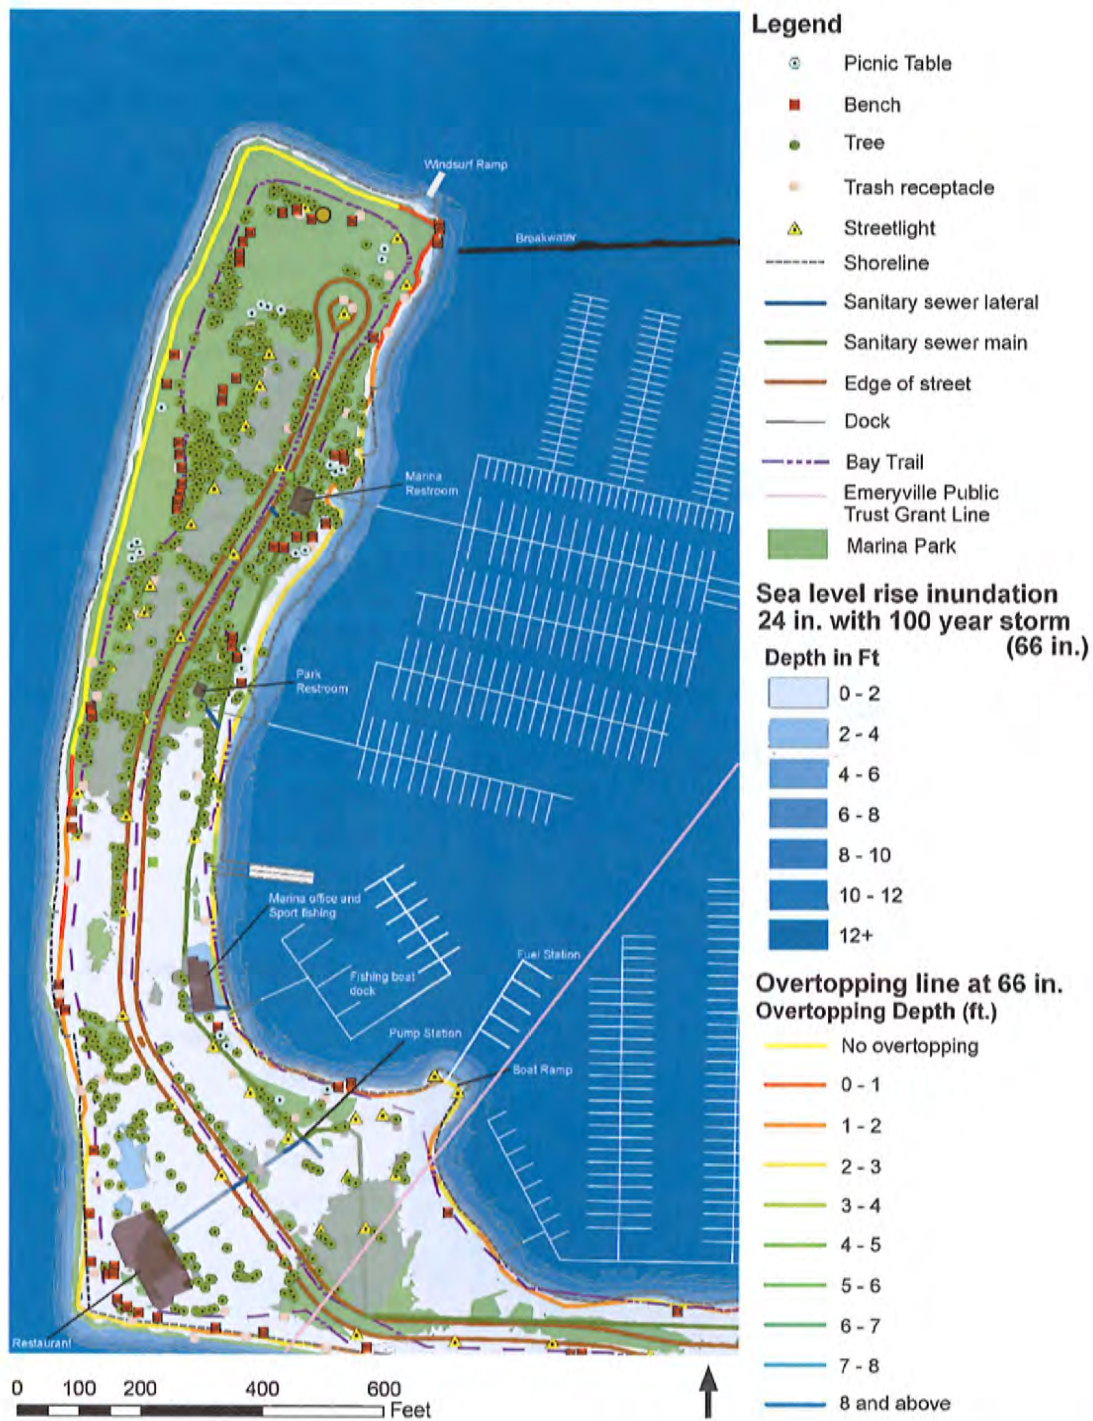 Windsurf Ramp
Breakwater
Marina
Restroom
Park
Restroom
Marina office and
Sport fishing
Fishing boat
dock
Fuel Station
Pump Station
Boat Ramp
Restaurant
0 100 200 400 600
Feet
Legend
Picnic Table
Bench
Tree
Trash receptacle
Streetlight
Shoreline
Sanitary sewer lateral
Sanitary sewer main
Edge of street
Dock
Bay Trail
Emeryville Public
Trust Grant Line
Marina Park
Sea level rise inundation
24 in. with 100 year storm
(66 in.)
Depth in Ft
0 - 2
2 - 4
4 - 6
6 - 8
8 - 10
10 - 12
12+
Overtopping line at 66 in.
Overtopping Depth (ft.)
No overtopping
0 - 1
1 - 2
2 - 3
3 - 4
4 - 5
5 - 6
6 - 7
7 - 8
8 and above